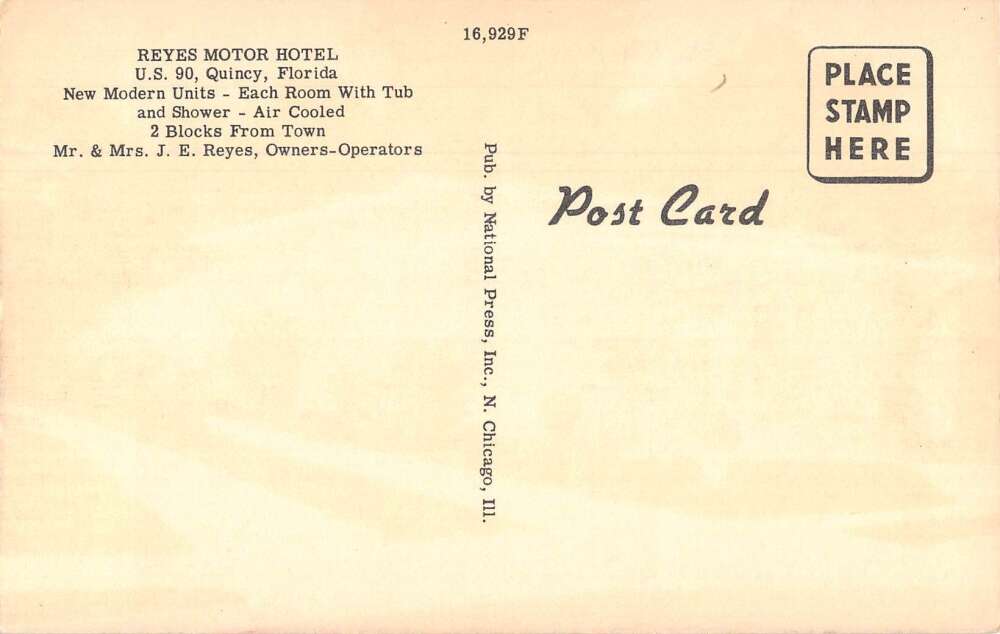 16,929F
REYES MOTOR HOTEL
U.S. 90, Quincy, Florida
New Modern Units - Each Room With Tub
and Shower - Air Cooled
2 Blocks From Town
Mr. & Mrs. J. E. Reyes, Owners-Operators
Pub. by National Press, Inc., N. Chicago, Ill.
Post Card
PLACE
STAMP
HERE